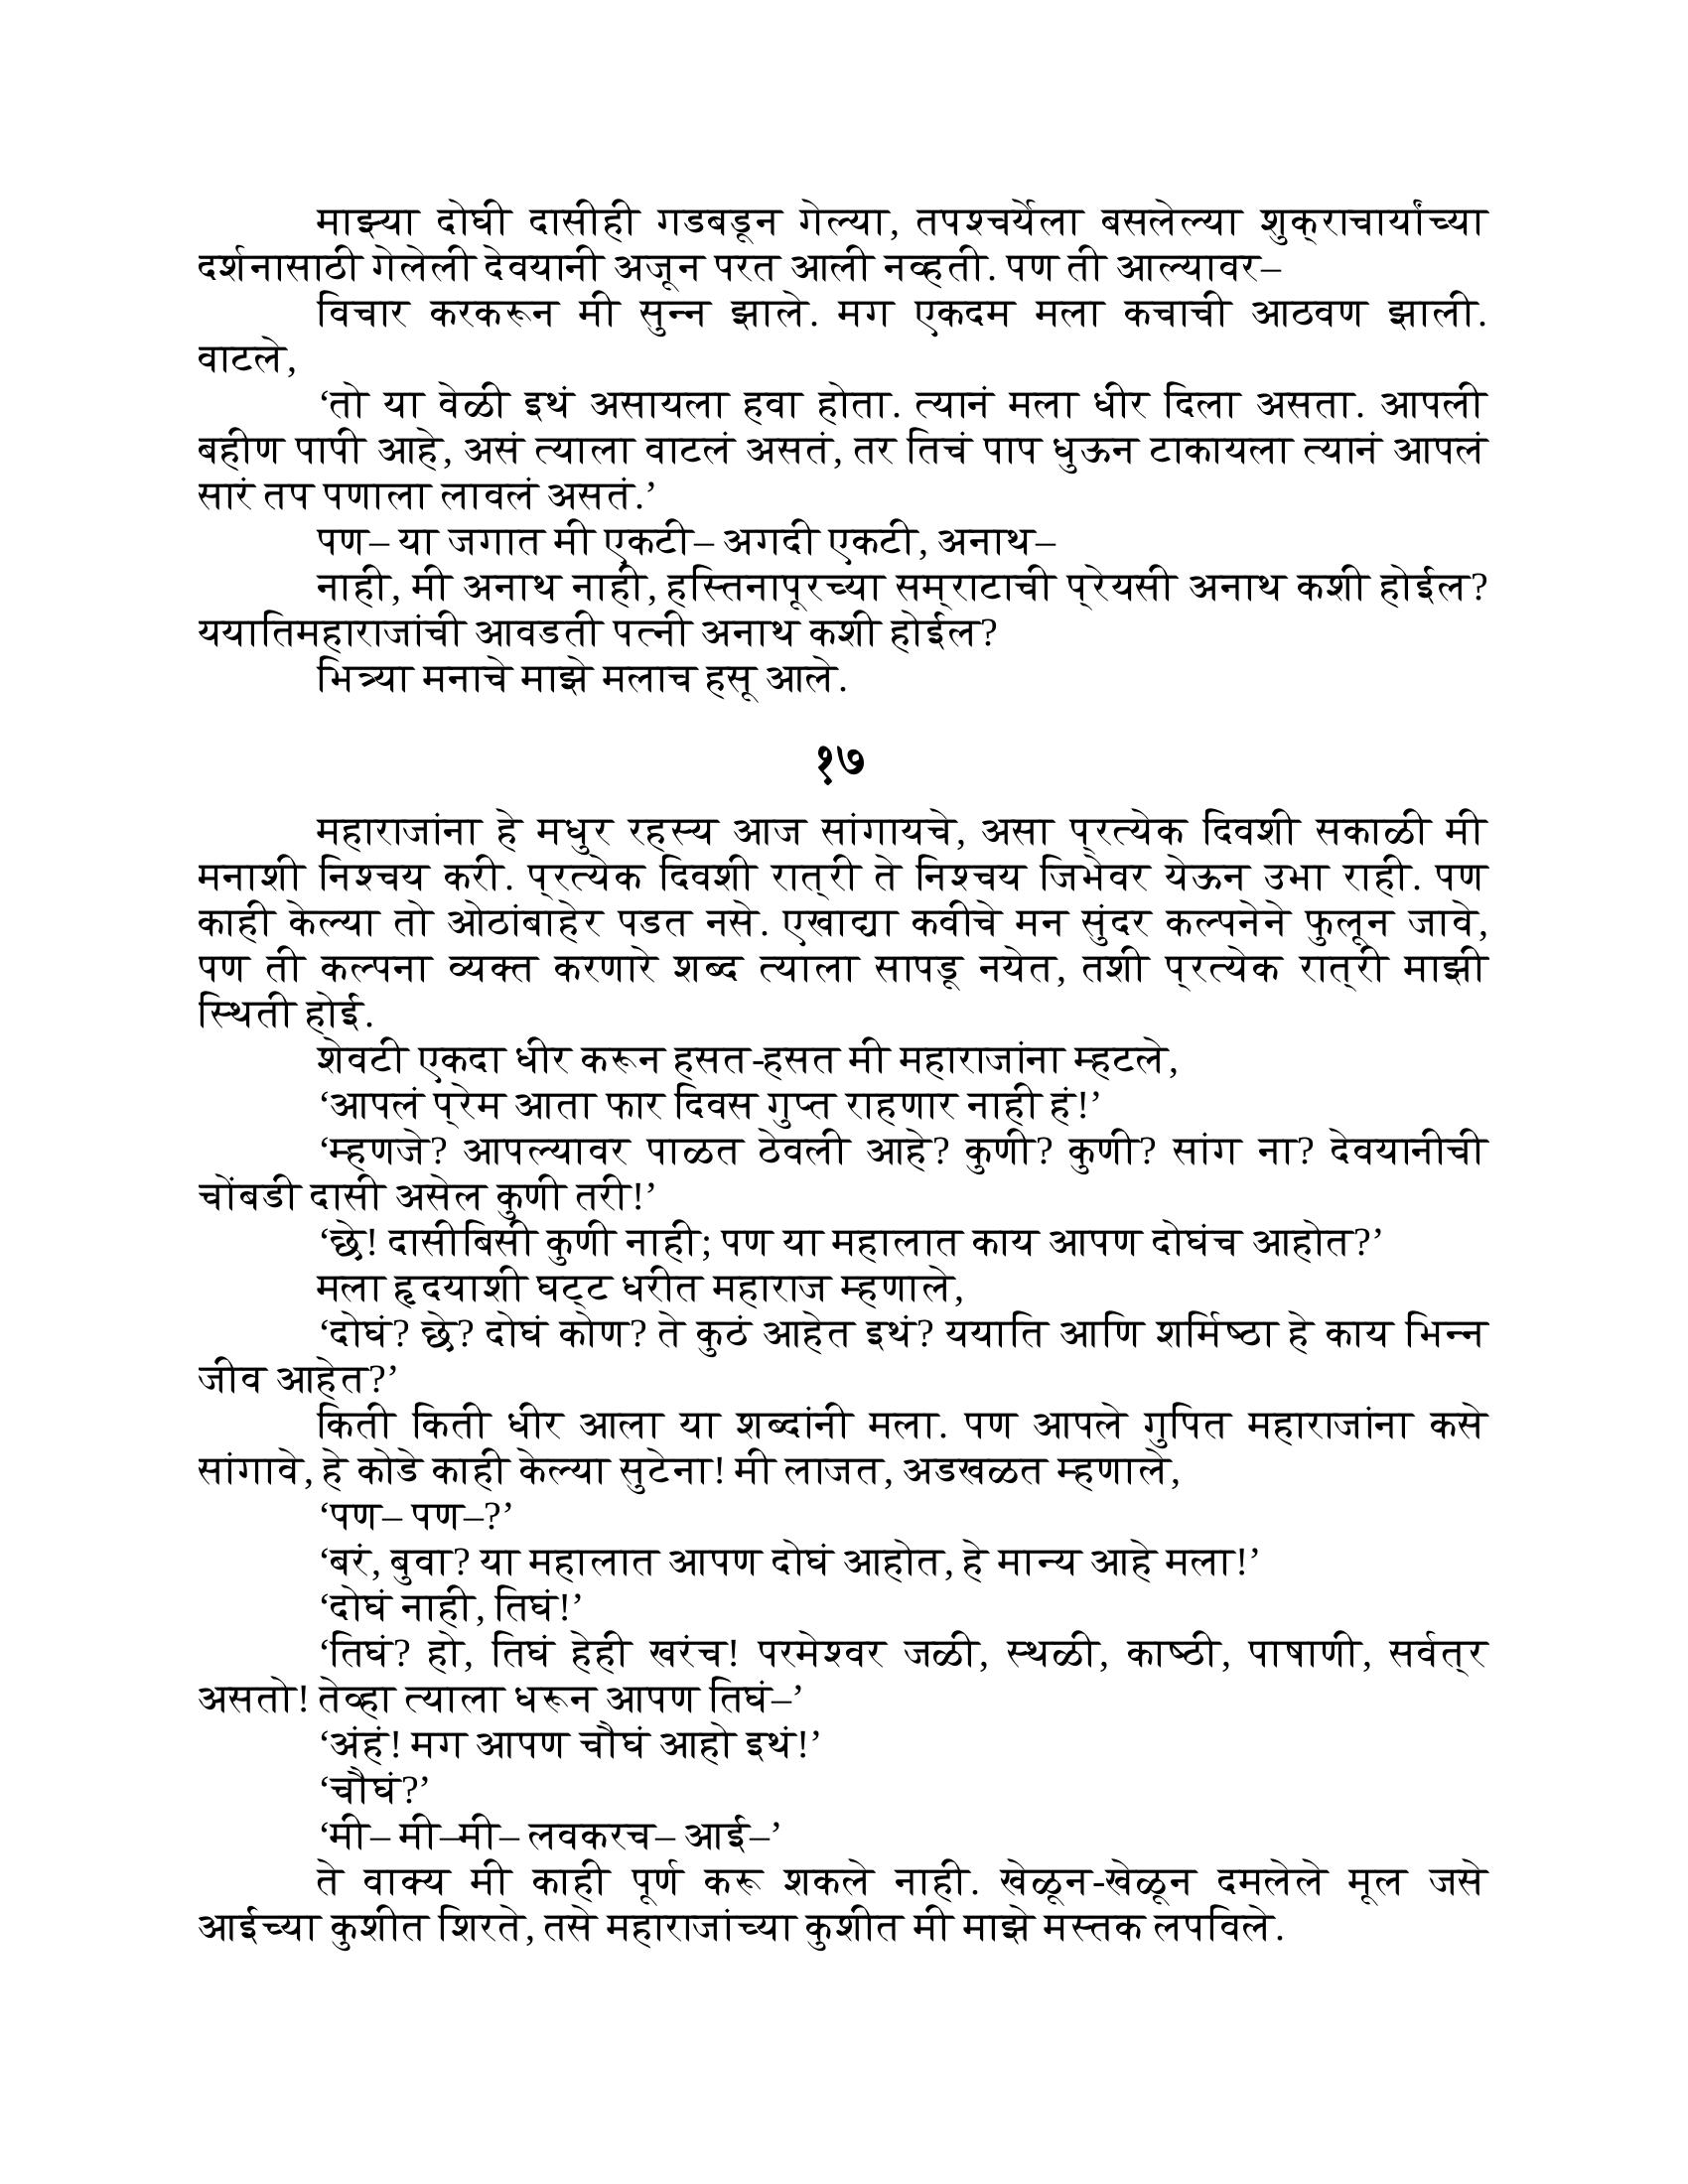 माझ्या दोघी दासीही गडबडून गेल्या, तपश्चर्येला बसलेल्या शुक्राचार्यांच्या
दर्शनासाठी गेलेली देवयानी अजून परत आली नव्हती. पण ती आल्यावर–
विचार करकरून मी सुन्न झाले. मग एकदम मला कचाची आठवण झाली.
वाटले,
‘तो या वेळी इथं असायला हवा होता. त्यानं मला धीर दिला असता. आपली
बहीण पापी आहे, असं त्याला वाटलं असतं, तर तिचं पाप धुऊन टाकायला त्यानं आपलं
सारं तप पणाला लावलं असतं.’
पण– या जगात मी एकटी– अगदी एकटी, अनाथ–
नाही, मी अनाथ नाही, हस्तिनापूरच्या सम्राटाची प्रेयसी अनाथ कशी होईल?
ययातिमहाराजांची आवडती पत्नी अनाथ कशी होईल?
भित्र्या मनाचे माझे मलाच हसू आले.
१७
महाराजांना हे मधुर रहस्य आज सांगायचे, असा प्रत्येक दिवशी सकाळी मी
मनाशी निश्चय करी. प्रत्येक दिवशी रात्री ते निश्चय जिभेवर येऊन उभा राही. पण
काही केल्या तो ओठांबाहेर पडत नसे. एखाद्या कवीचे मन सुंदर कल्पनेने फुलून जावे,
पण ती कल्पना व्यक्त करणारे शब्द त्याला सापडू नयेत, तशी प्रत्येक रात्री माझी
स्थिती होई.
शेवटी एकदा धीर करून हसत-हसत मी महाराजांना म्हटले,
‘आपलं प्रेम आता फार दिवस गुप्त राहणार नाही हं!’
‘म्हणजे? आपल्यावर पाळत ठेवली आहे? कुणी? कुणी? सांग ना? देवयानीची
चोंबडी दासी असेल कुणी तरी!’
‘छे! दासीबिसी कुणी नाही; पण या महालात काय आपण दोघंच आहोत?’
मला हृदयाशी घट्ट धरीत महाराज म्हणाले,
‘दोघं? छे? दोघं कोण? ते कुठं आहेत इथं? ययाति आणि शर्मिष्ठा हे काय भिन्न
जीव आहेत?’
किती किती धीर आला या शब्दांनी मला. पण आपले गुपित महाराजांना कसे
सांगावे, हे कोडे काही केल्या सुटेना! मी लाजत, अडखळत म्हणाले,
‘पण– पण–?’
‘बरं, बुवा? या महालात आपण दोघं आहोत, हे मान्य आहे मला!’
‘दोघं नाही, तिघं!’
‘तिघं? हो, तिघं हेही खरंच! परमेश्वर जळी, स्थळी, काष्ठी, पाषाणी, सर्वत्र
असतो! तेव्हा त्याला धरून आपण तिघं–’
‘अंहं! मग आपण चौघं आहो इथं!’
‘चौघं?’
‘मी– मी–मी– लवकरच– आई–’
ते वाक्य मी काही पूर्ण करू शकले नाही. खेळून-खेळून दमलेले मूल जसे
आईच्या कुशीत शिरते, तसे महाराजांच्या कुशीत मी माझे मस्तक लपविले.